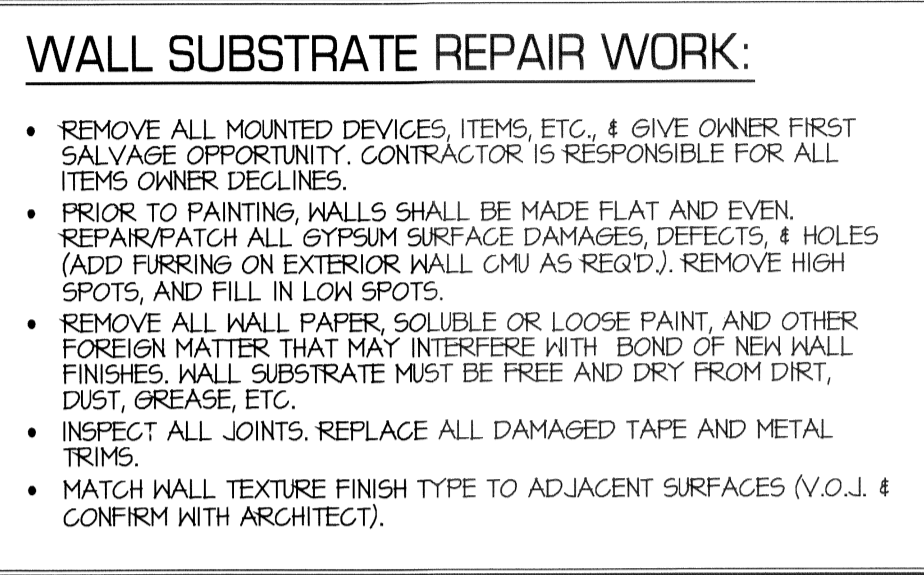 WALL SUBSTRATE REPAIR WORK:
• REMOVE ALL MOUNTED DEVICES, ITEMS, ETC., & GIVE OWNER FIRST
SALVAGE OPPORTUNITY. CONTRACTOR IS RESPONSIBLE FOR ALL
ITEMS OWNER DECLINES.
• PRIOR TO PAINTING, WALLS SHALL BE MADE FLAT AND EVEN.
REPAIR/PATCH ALL GYPSUM SURFACE DAMAGES, DEFECTS, & HOLES
(ADD FURRING ON EXTERIOR WALL CMU AS REQ'D.). REMOVE HIGH
SPOTS, AND FILL IN LOW SPOTS.
• REMOVE ALL WALL PAPER, SOLUBLE OR LOOSE PAINT, AND OTHER
FOREIGN MATTER THAT MAY INTERFERE WITH BOND OF NEW WALL
FINISHES. WALL SUBSTRATE MUST BE FREE AND DRY FROM DIRT,
DUST, GREASE, ETC.
• INSPECT ALL JOINTS. REPLACE ALL DAMAGED TAPE AND METAL
TRIMS.
• MATCH WALL TEXTURE FINISH TYPE TO ADJACENT SURFACES (V.O.J. &
CONFIRM WITH ARCHITECT).